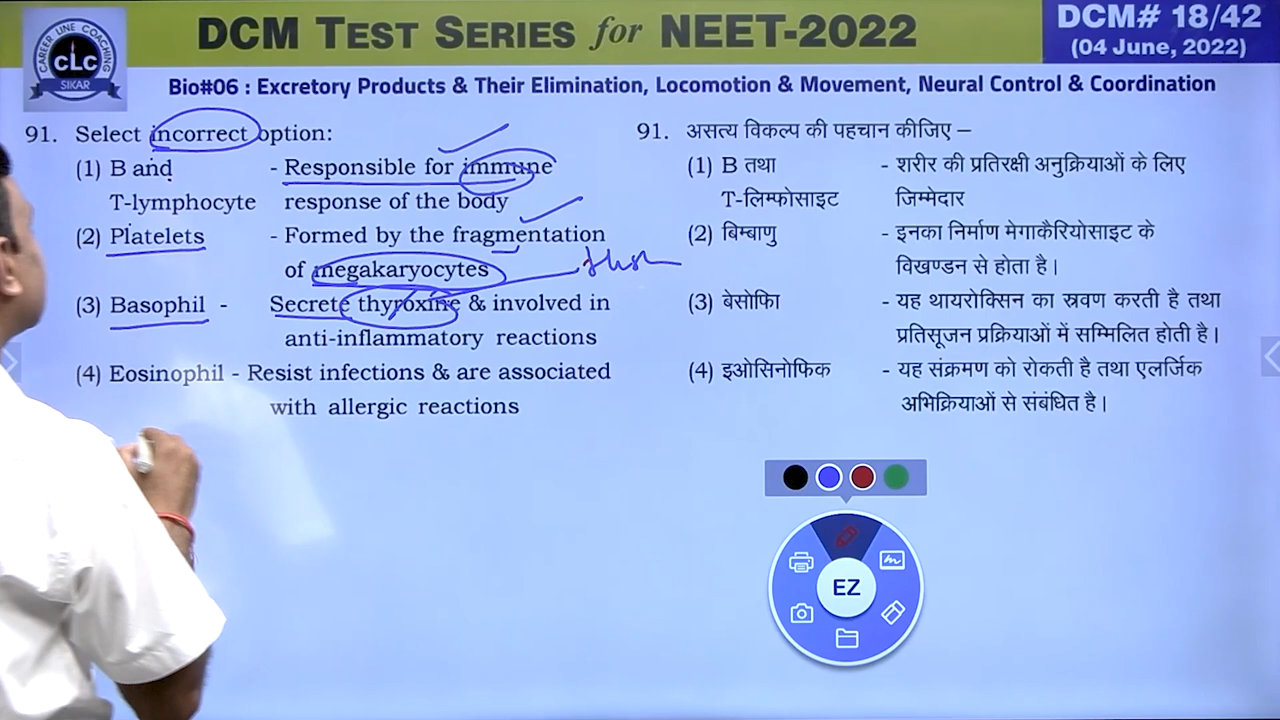 DCM TEST SERIES for NEET-2022
DCM# 18/42
(04 June, 2022)
CAREER LINE COACHING
CLC
SIKAR
Bio#06 : Excretory Products & Their Elimination, Locomotion & Movement, Neural Control & Coordination
91. Select incorrect option:
(1) B and - Responsible for immune
T-lymphocyte response of the body
(2) Platelets - Formed by the fragmentation
of megakaryocytes
(3) Basophil - Secrete thyroxine & involved in
anti-inflammatory reactions
(4) Eosinophil - Resist infections & are associated
with allergic reactions
91. असत्य विकल्प की पहचान कीजिए –
(1) B तथा - शरीर की प्रतिरक्षी अनुक्रियाओं के लिए
T-लिम्फोसाइट जिम्मेदार
(2) बिम्बाणु - इनका निर्माण मेगाकैरियोसाइट के
विखण्डन से होता है।
(3) बेसोफिा - यह थायरोक्सिन का स्रवण करती है तथा
प्रतिसूजन प्रक्रियाओं में सम्मिलित होती है।
(4) इओसिनोफिक - यह संक्रमण को रोकती है तथा एलर्जिक
अभिक्रियाओं से संबंधित है।
EZ